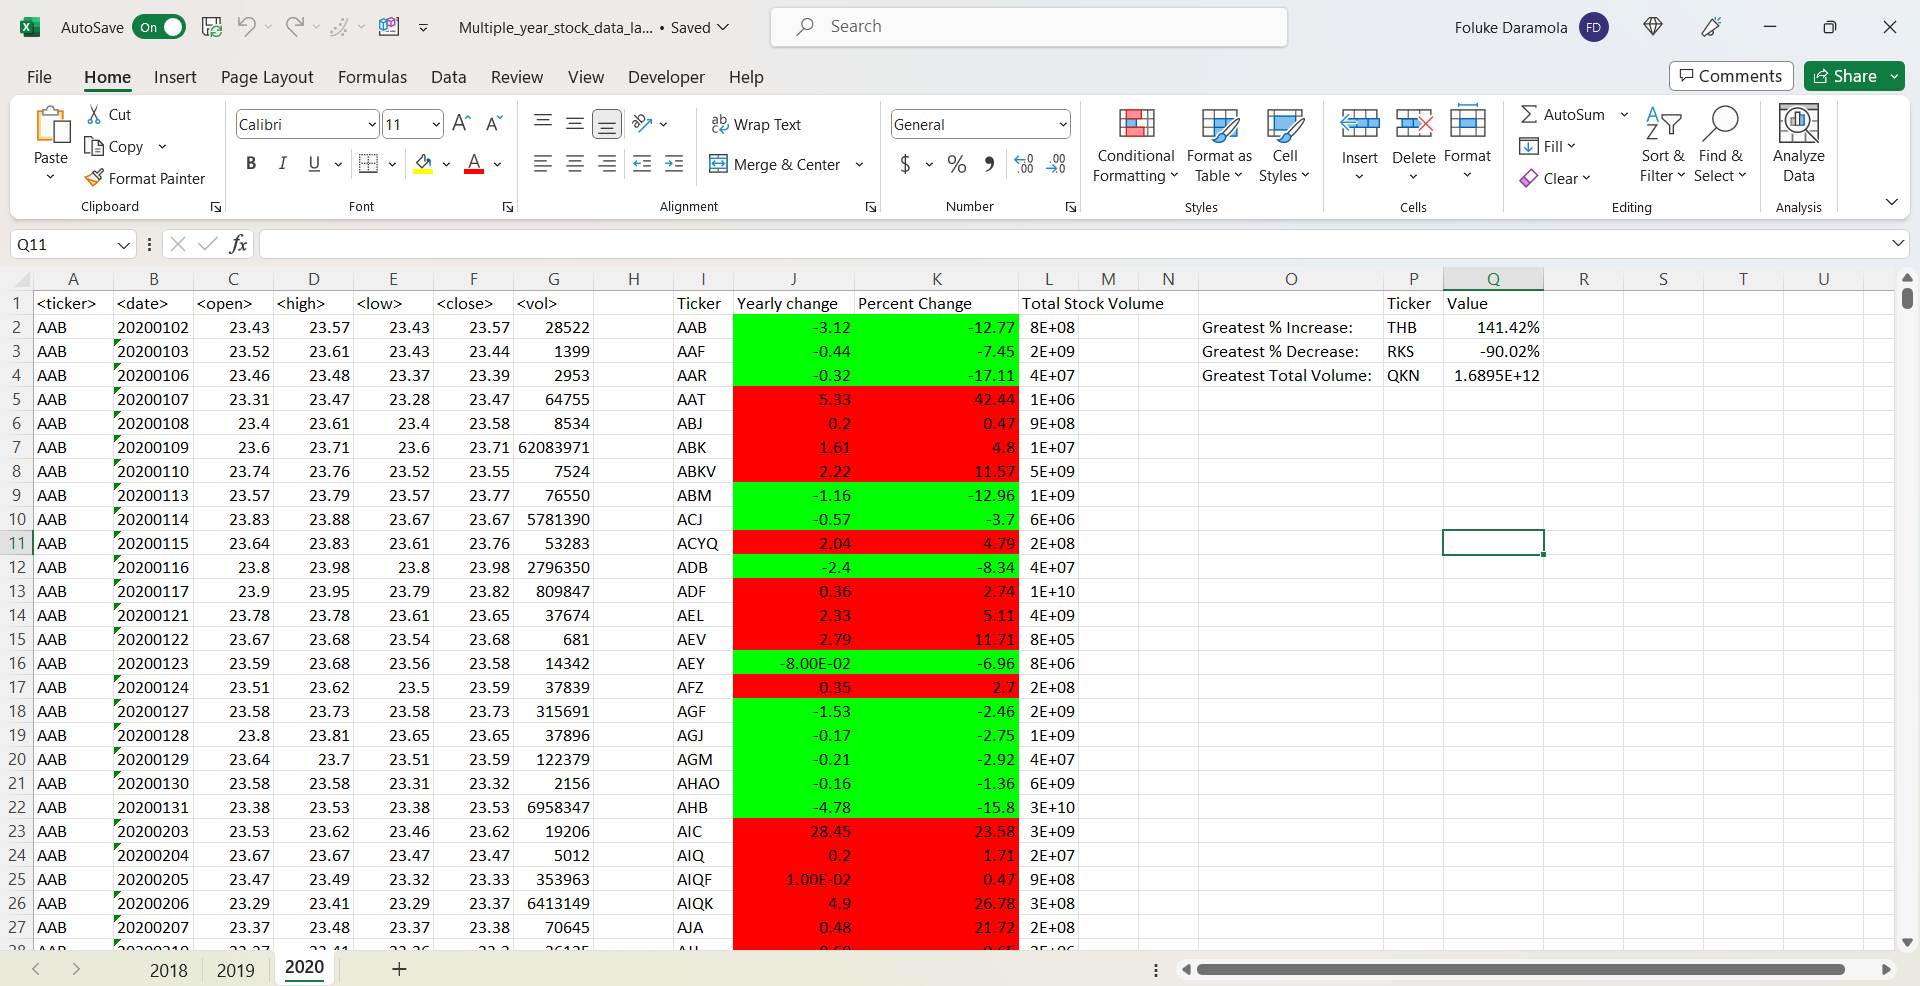 AutoSave On Multiple_year_stock_data_la... • Saved Search Foluke Daramola FD
File Home Insert Page Layout Formulas Data Review View Developer Help Comments Share
Paste Cut Copy Format Painter Clipboard
Calibri 11 B I U A Font
Wrap Text Merge & Center Alignment
General $ % Number
Conditional Formatting Format as Table Cell Styles Styles
Insert Delete Format Cells
AutoSum Fill Clear Sort & Filter Find & Select Editing
Analyze Data Analysis
Q11 fx
A B C D E F G H I J K L M N O P Q R S T U
1 <ticker> <date> <open> <high> <low> <close> <vol> Ticker Yearly change Percent Change Total Stock Volume Ticker Value
2 AAB 20200102 23.43 23.57 23.43 23.57 28522 AAB -3.12 -12.77 8E+08 Greatest % Increase: THB 141.42%
3 AAB 20200103 23.52 23.61 23.43 23.44 1399 AAF -0.44 -7.45 2E+09 Greatest % Decrease: RKS -90.02%
4 AAB 20200106 23.46 23.48 23.37 23.39 2953 AAR -0.32 -17.11 4E+07 Greatest Total Volume: QKN 1.6895E+12
5 AAB 20200107 23.31 23.47 23.28 23.47 64755 AAT 5.33 42.44 1E+06
6 AAB 20200108 23.4 23.61 23.4 23.58 8534 ABJ 0.2 0.47 9E+08
7 AAB 20200109 23.6 23.71 23.6 23.71 62083971 ABK 1.61 4.8 1E+07
8 AAB 20200110 23.74 23.76 23.52 23.55 7524 ABKV 2.22 11.57 5E+09
9 AAB 20200113 23.57 23.79 23.57 23.77 76550 ABM -1.16 -12.96 1E+09
10 AAB 20200114 23.83 23.88 23.67 23.67 5781390 ACJ -0.57 -3.7 6E+06
11 AAB 20200115 23.64 23.83 23.61 23.76 53283 ACYQ 2.04 4.79 2E+08
12 AAB 20200116 23.8 23.98 23.8 23.98 2796350 ADB -2.4 -8.34 4E+07
13 AAB 20200117 23.9 23.95 23.79 23.82 809847 ADF 0.36 2.74 1E+10
14 AAB 20200121 23.78 23.78 23.61 23.65 37674 AEL 2.33 5.11 4E+09
15 AAB 20200122 23.67 23.68 23.54 23.68 681 AEV 2.79 11.71 8E+05
16 AAB 20200123 23.59 23.68 23.56 23.58 14342 AEY -8.00E-02 -6.96 8E+06
17 AAB 20200124 23.51 23.62 23.5 23.59 37839 AFZ 0.35 2.7 2E+08
18 AAB 20200127 23.58 23.73 23.58 23.73 315691 AGF -1.53 -2.46 2E+09
19 AAB 20200128 23.8 23.81 23.65 23.65 37896 AGJ -0.17 -2.75 1E+09
20 AAB 20200129 23.64 23.7 23.51 23.59 122379 AGM -0.21 -2.92 4E+07
21 AAB 20200130 23.58 23.58 23.31 23.32 2156 AHAO -0.16 -1.36 6E+09
22 AAB 20200131 23.38 23.53 23.38 23.53 6958347 AHB -4.78 -15.8 3E+10
23 AAB 20200203 23.53 23.62 23.46 23.62 19206 AIC 28.45 23.58 3E+09
24 AAB 20200204 23.67 23.67 23.47 23.47 5012 AIQ 0.2 1.71 2E+07
25 AAB 20200205 23.47 23.49 23.32 23.33 353963 AIQF 1.00E-02 0.47 9E+08
26 AAB 20200206 23.29 23.41 23.29 23.37 6413149 AIQK 4.9 26.78 3E+08
27 AAB 20200207 23.37 23.48 23.37 23.38 70645 AJA 0.48 21.72 2E+08
2018 2019 2020